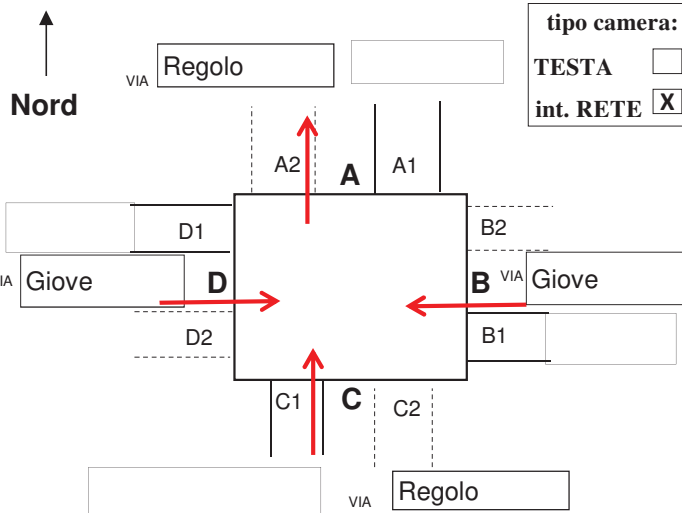 tipo camera:
VIA Regolo
TESTA
Nord
int. RETE X
A2 A A1
D1 B2
VIA Giove D B VIA Giove
D2 B1
C1 C C2
VIA Regolo